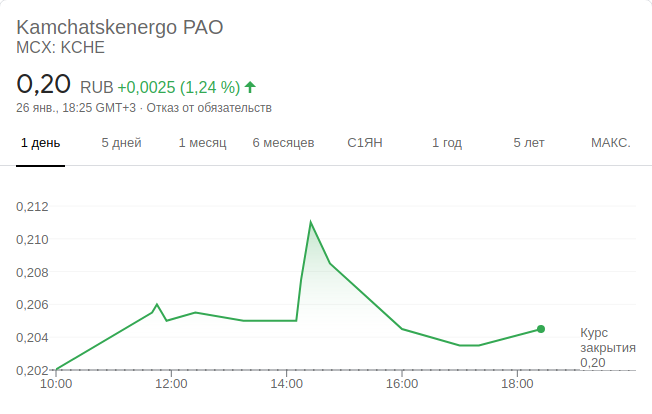 Kamchatskenergo PAO
MCX: KCHE
0,20 RUB +0,0025 (1,24 %)
26 янв., 18:25 GMT+3 · Отказ от обязательств
1 день 5 дней 1 месяц 6 месяцев С1ЯН 1 год 5 лет МАКС.
0,212
0,210
0,208
0,206
0,204
0,202
Курс
закрытия
0,20
10:00 12:00 14:00 16:00 18:00